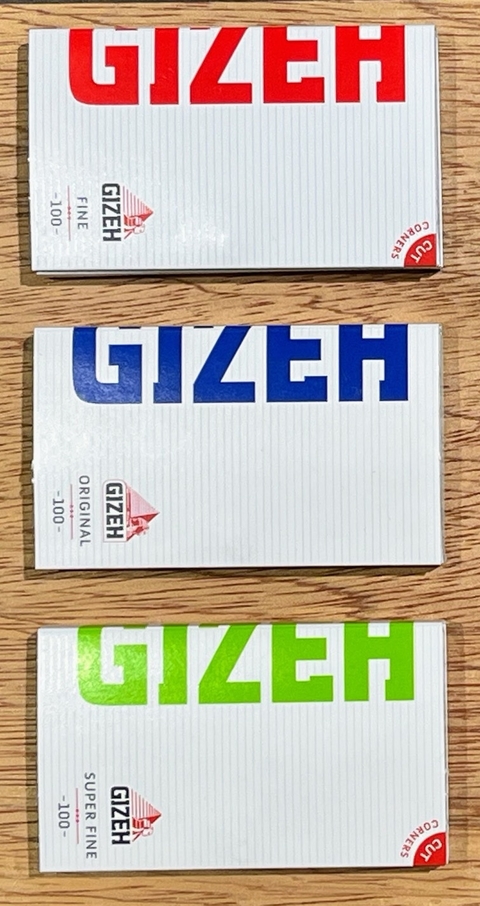 GIZEH
GIZEH
FINE
-100-
CUT
CORNERS
GIZEH
GIZEH
ORIGINAL
-100-
GIZEH
GIZEH
SUPER FINE
-100-
CUT
CORNERS